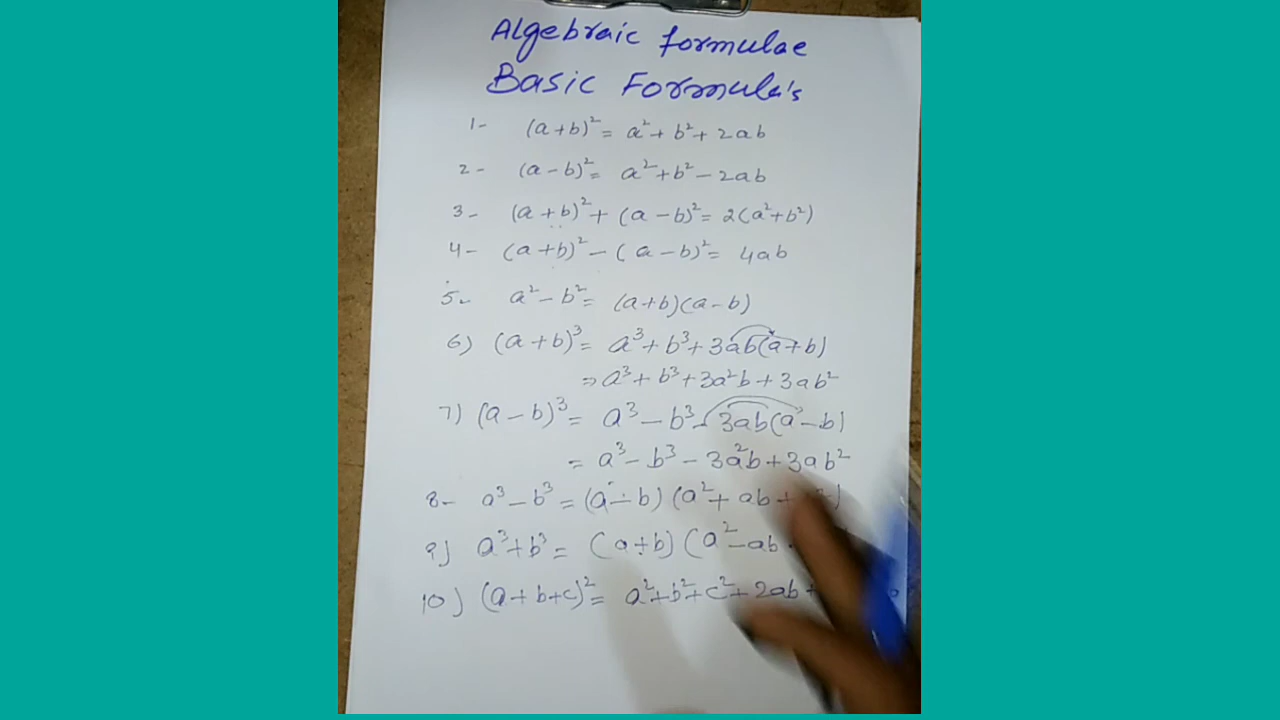 Algebraic formulae
Basic Formula's
1- (a+b)²= a²+ b²+ 2ab
2- (a-b)²= a²+b²-2ab
3- (a+b)²+(a-b)²= 2(a²+b²)
4- (a+b)²-(a-b)²= 4ab
5- a²-b²= (a+b)(a-b)
6) (a+b)³= a³+b³+3ab(a+b)
⇒a³+b³+3a²b+3ab²
7) (a-b)³= a³-b³-3ab(a-b)
= a³-b³-3a²b+3ab²
8- a³-b³=(a-b)(a²+ab+
9) a³+b³= (a+b)(a²-ab
10) (a+b+c)²= a²+b²+c²+2ab+